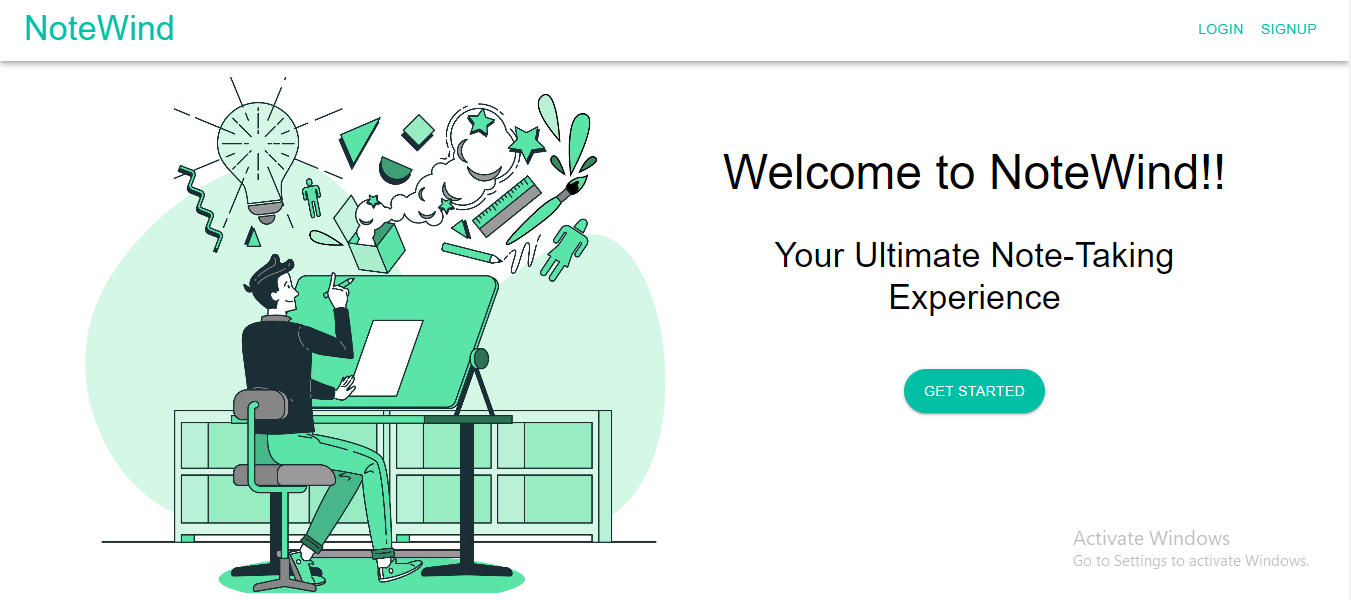 NoteWind
LOGIN SIGNUP
Welcome to NoteWind!!
Your Ultimate Note-Taking
Experience
GET STARTED
Activate Windows
Go to Settings to activate Windows.